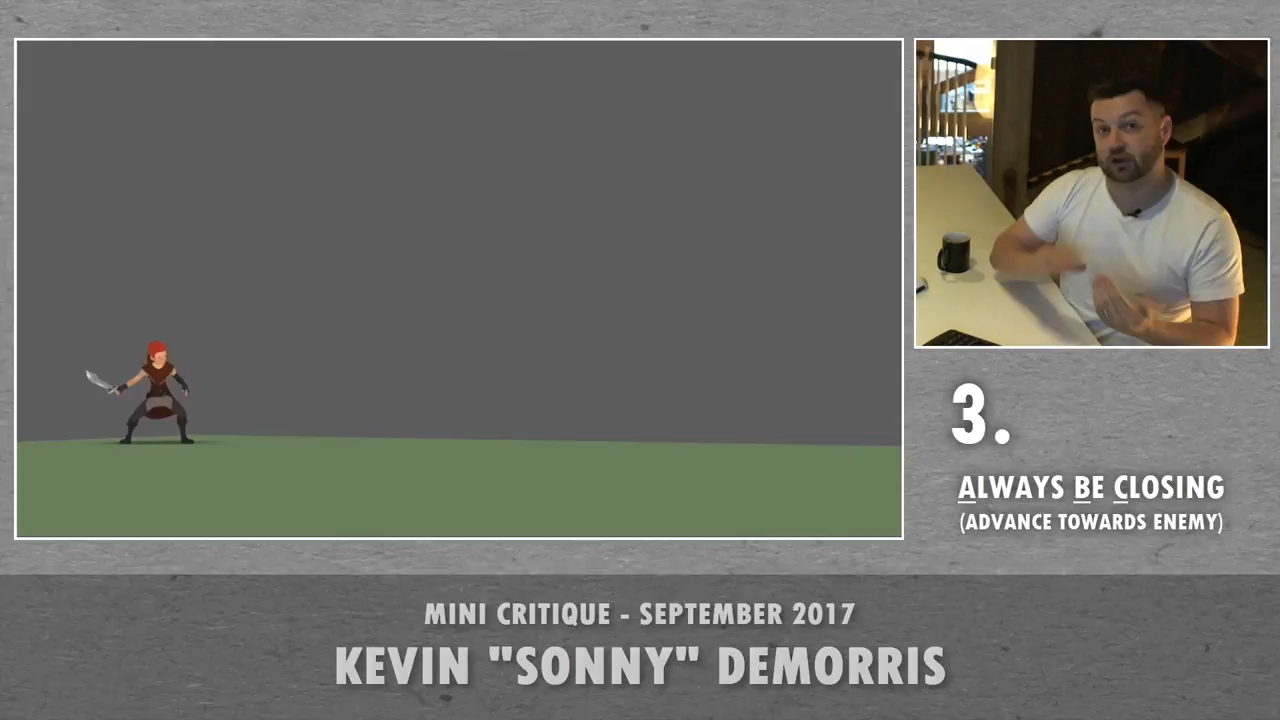 3.
ALWAYS BE CLOSING
(ADVANCE TOWARDS ENEMY)
MINI CRITIQUE - SEPTEMBER 2017
KEVIN "SONNY" DEMORRIS